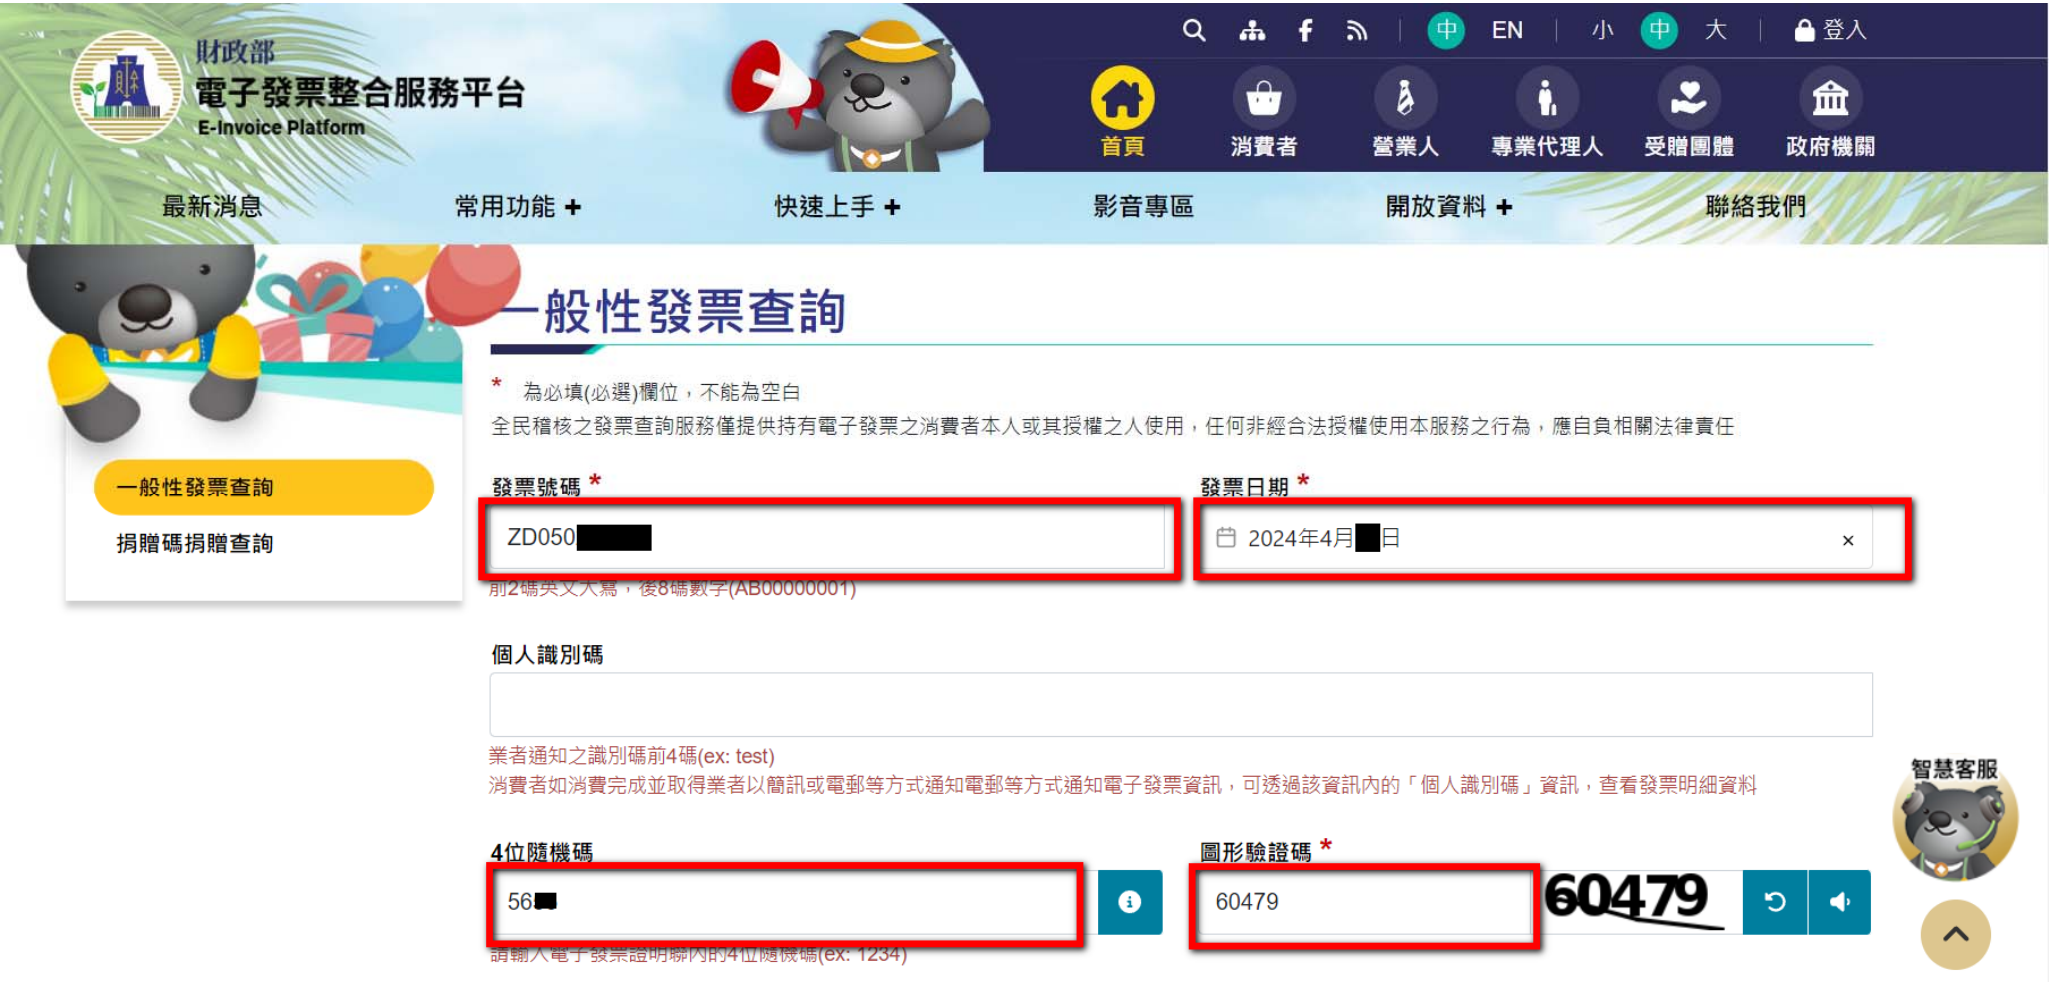 財政部
電子發票整合服務平台
E-Invoice Platform
中 EN 小 中 大 登入
首頁 消費者 營業人 專業代理人 受贈團體 政府機關
最新消息 常用功能 + 快速上手 + 影音專區 開放資料 + 聯絡我們
一般性發票查詢
* 為必填(必選)欄位，不能為空白
全民稽核之發票查詢服務僅提供持有電子發票之消費者本人或其授權之人使用，任何非經合法授權使用本服務之行為，應自負相關法律責任
一般性發票查詢
捐贈碼捐贈查詢
發票號碼 * 發票日期 *
ZD050 2024年4月 日 ×
前2碼英文大寫，後8碼數字(AB00000001)
個人識別碼
業者通知之識別碼前4碼(ex: test)
消費者如消費完成並取得業者以簡訊或電郵等方式通知電郵等方式通知電子發票資訊，可透過該資訊內的「個人識別碼」資訊，查看發票明細資料
智慧客服
4位隨機碼 圖形驗證碼 *
56 60479 60479
請輸入電子發票證明聯內的4位隨機碼(ex: 1234)